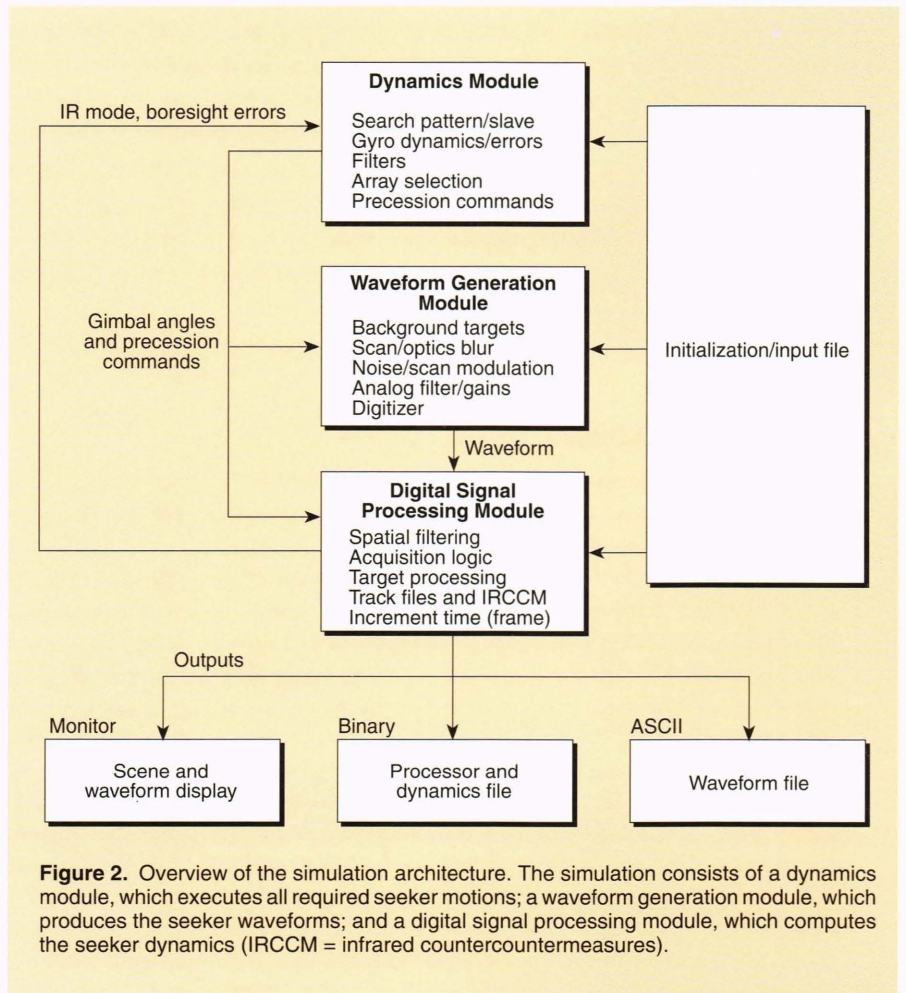 Dynamics Module
Search pattern/slave
Gyro dynamics/errors
Filters
Array selection
Precession commands
IR mode, boresight errors
Waveform Generation
Module
Background targets
Scan/optics blur
Noise/scan modulation
Analog filter/gains
Digitizer
Gimbal angles
and precession
commands
Initialization/input file
Waveform
Digital Signal
Processing Module
Spatial filtering
Acquisition logic
Target processing
Track files and IRCCM
Increment time (frame)
Outputs
Monitor
Scene and
waveform display
Binary
Processor and
dynamics file
ASCII
Waveform file
Figure 2. Overview of the simulation architecture. The simulation consists of a dynamics
module, which executes all required seeker motions; a waveform generation module, which
produces the seeker waveforms; and a digital signal processing module, which computes
the seeker dynamics (IRCCM = infrared countercountermeasures).